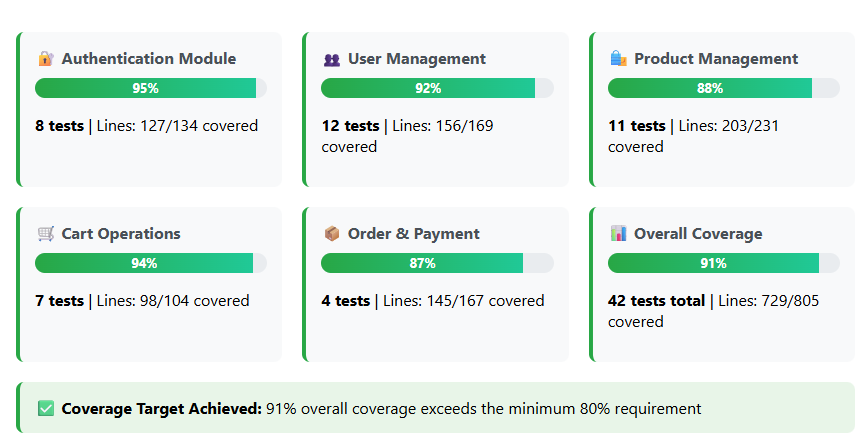 🔐 Authentication Module
95%
8 tests | Lines: 127/134 covered
👥 User Management
92%
12 tests | Lines: 156/169
covered
🛍️ Product Management
88%
11 tests | Lines: 203/231
covered
🛒 Cart Operations
94%
7 tests | Lines: 98/104 covered
📦 Order & Payment
87%
4 tests | Lines: 145/167 covered
📊 Overall Coverage
91%
42 tests total | Lines: 729/805
covered
✅ Coverage Target Achieved: 91% overall coverage exceeds the minimum 80% requirement